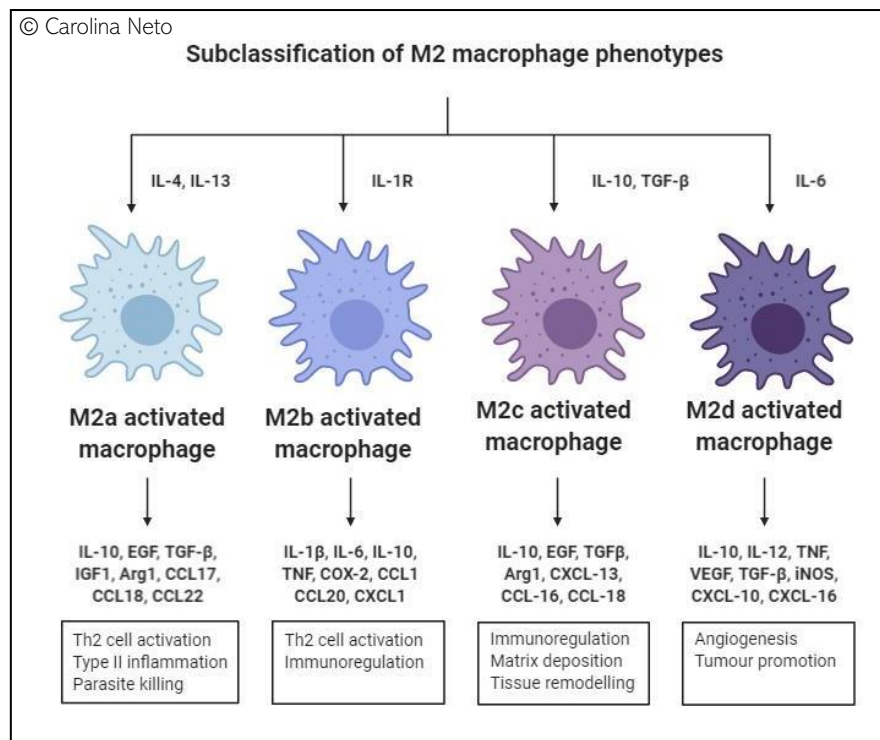 © Carolina Neto
Subclassification of M2 macrophage phenotypes
IL-4, IL-13
IL-1R
IL-10, TGF-β
IL-6
M2a activated
macrophage
M2b activated
macrophage
M2c activated
macrophage
M2d activated
macrophage
IL-10, EGF, TGF-β,
IGF1, Arg1, CCL17,
CCL18, CCL22
IL-1β, IL-6, IL-10,
TNF, COX-2, CCL1
CCL20, CXCL1
IL-10, EGF, TGFβ,
Arg1, CXCL-13,
CCL-16, CCL-18
IL-10, IL-12, TNF,
VEGF, TGF-β, iNOS,
CXCL-10, CXCL-16
Th2 cell activation
Type II inflammation
Parasite killing
Th2 cell activation
Immunoregulation
Immunoregulation
Matrix deposition
Tissue remodelling
Angiogenesis
Tumour promotion